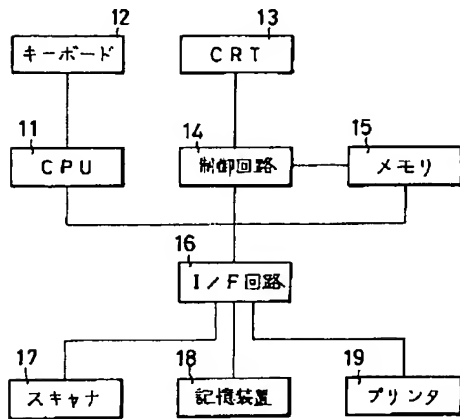 12
13
キーボード
CRT
11
14
15
CPU
制御回路
メモリ
16
I/F回路
17
18
19
スキャナ
記憶装置
プリンタ